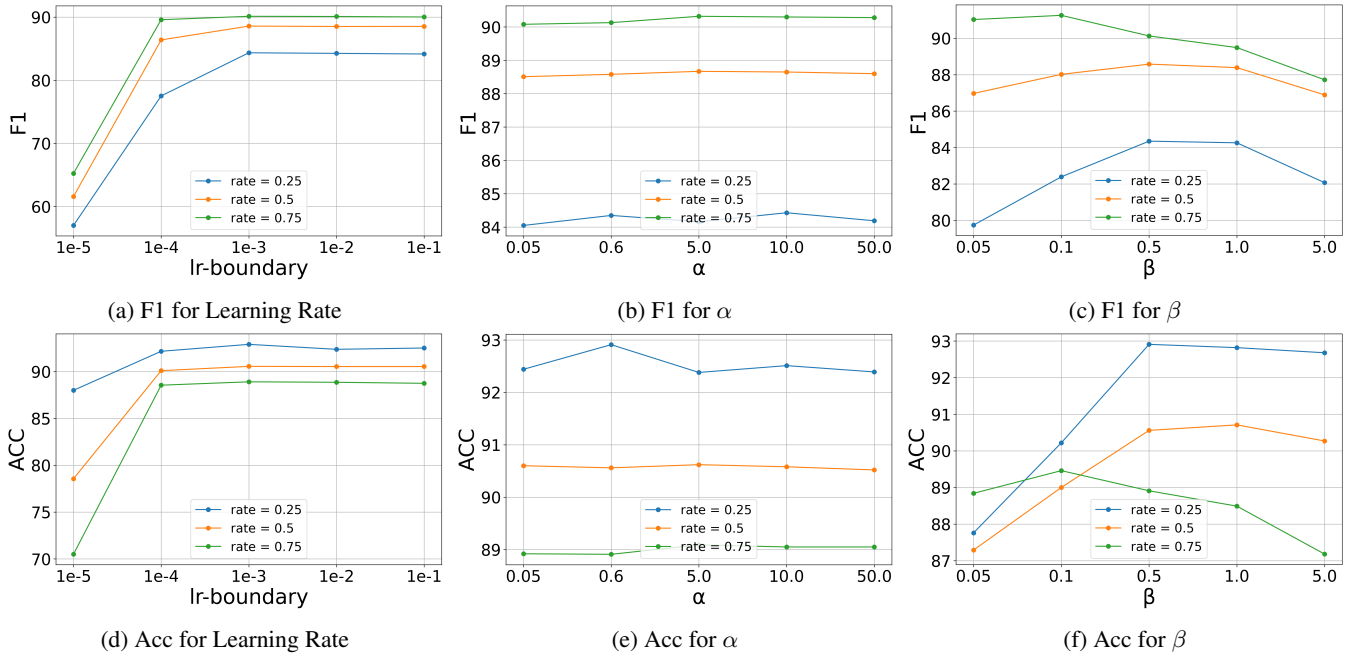 F1
90
80
70
60
rate = 0.25
rate = 0.5
rate = 0.75
1e-5 1e-4 1e-3 1e-2 1e-1
lr-boundary
(a) F1 for Learning Rate
F1
90
89
88
87
86
85
84
rate = 0.25
rate = 0.5
rate = 0.75
0.05 0.6 5.0 10.0 50.0
α
(b) F1 for α
F1
90
88
86
84
82
80
rate = 0.25
rate = 0.5
rate = 0.75
0.05 0.1 0.5 1.0 5.0
β
(c) F1 for β
ACC
90
85
80
75
70
rate = 0.25
rate = 0.5
rate = 0.75
1e-5 1e-4 1e-3 1e-2 1e-1
lr-boundary
(d) Acc for Learning Rate
ACC
93
92
91
90
89
rate = 0.25
rate = 0.5
rate = 0.75
0.05 0.6 5.0 10.0 50.0
α
(e) Acc for α
ACC
93
92
91
90
89
88
87
rate = 0.25
rate = 0.5
rate = 0.75
0.05 0.1 0.5 1.0 5.0
β
(f) Acc for β